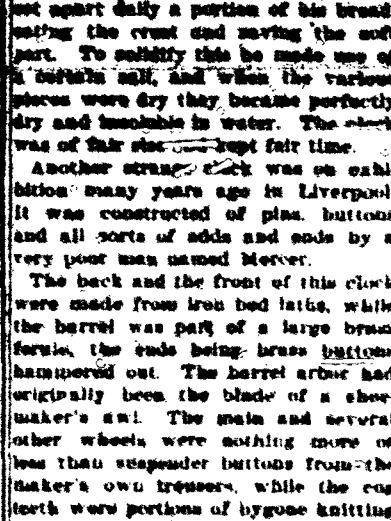 set apart daily a portion of his bread
eating the crust and saving the soft
part. To solidify this he made use of
a certain salt, and when the various
pieces were dry they became perfectly
dry and insoluble in water. The clock
was of fair size and kept fair time.
Another strange clock was on exhi
bition many years ago in Liverpool
it was constructed of pins, buttons
and all sorts of odds and ends by a
very poor man named Mercer.
The back and the front of this clock
were made from iron bed laths, while
the barrel was part of a large brass
ferule, the ends being brass buttons
hammered out. The barrel arbor had
originally been the blade of a shoe
maker's awl. The main and several
other wheels were nothing more or
less than suspender buttons from the
maker's own trousers, while the cog
teeth were portions of bygone knitting